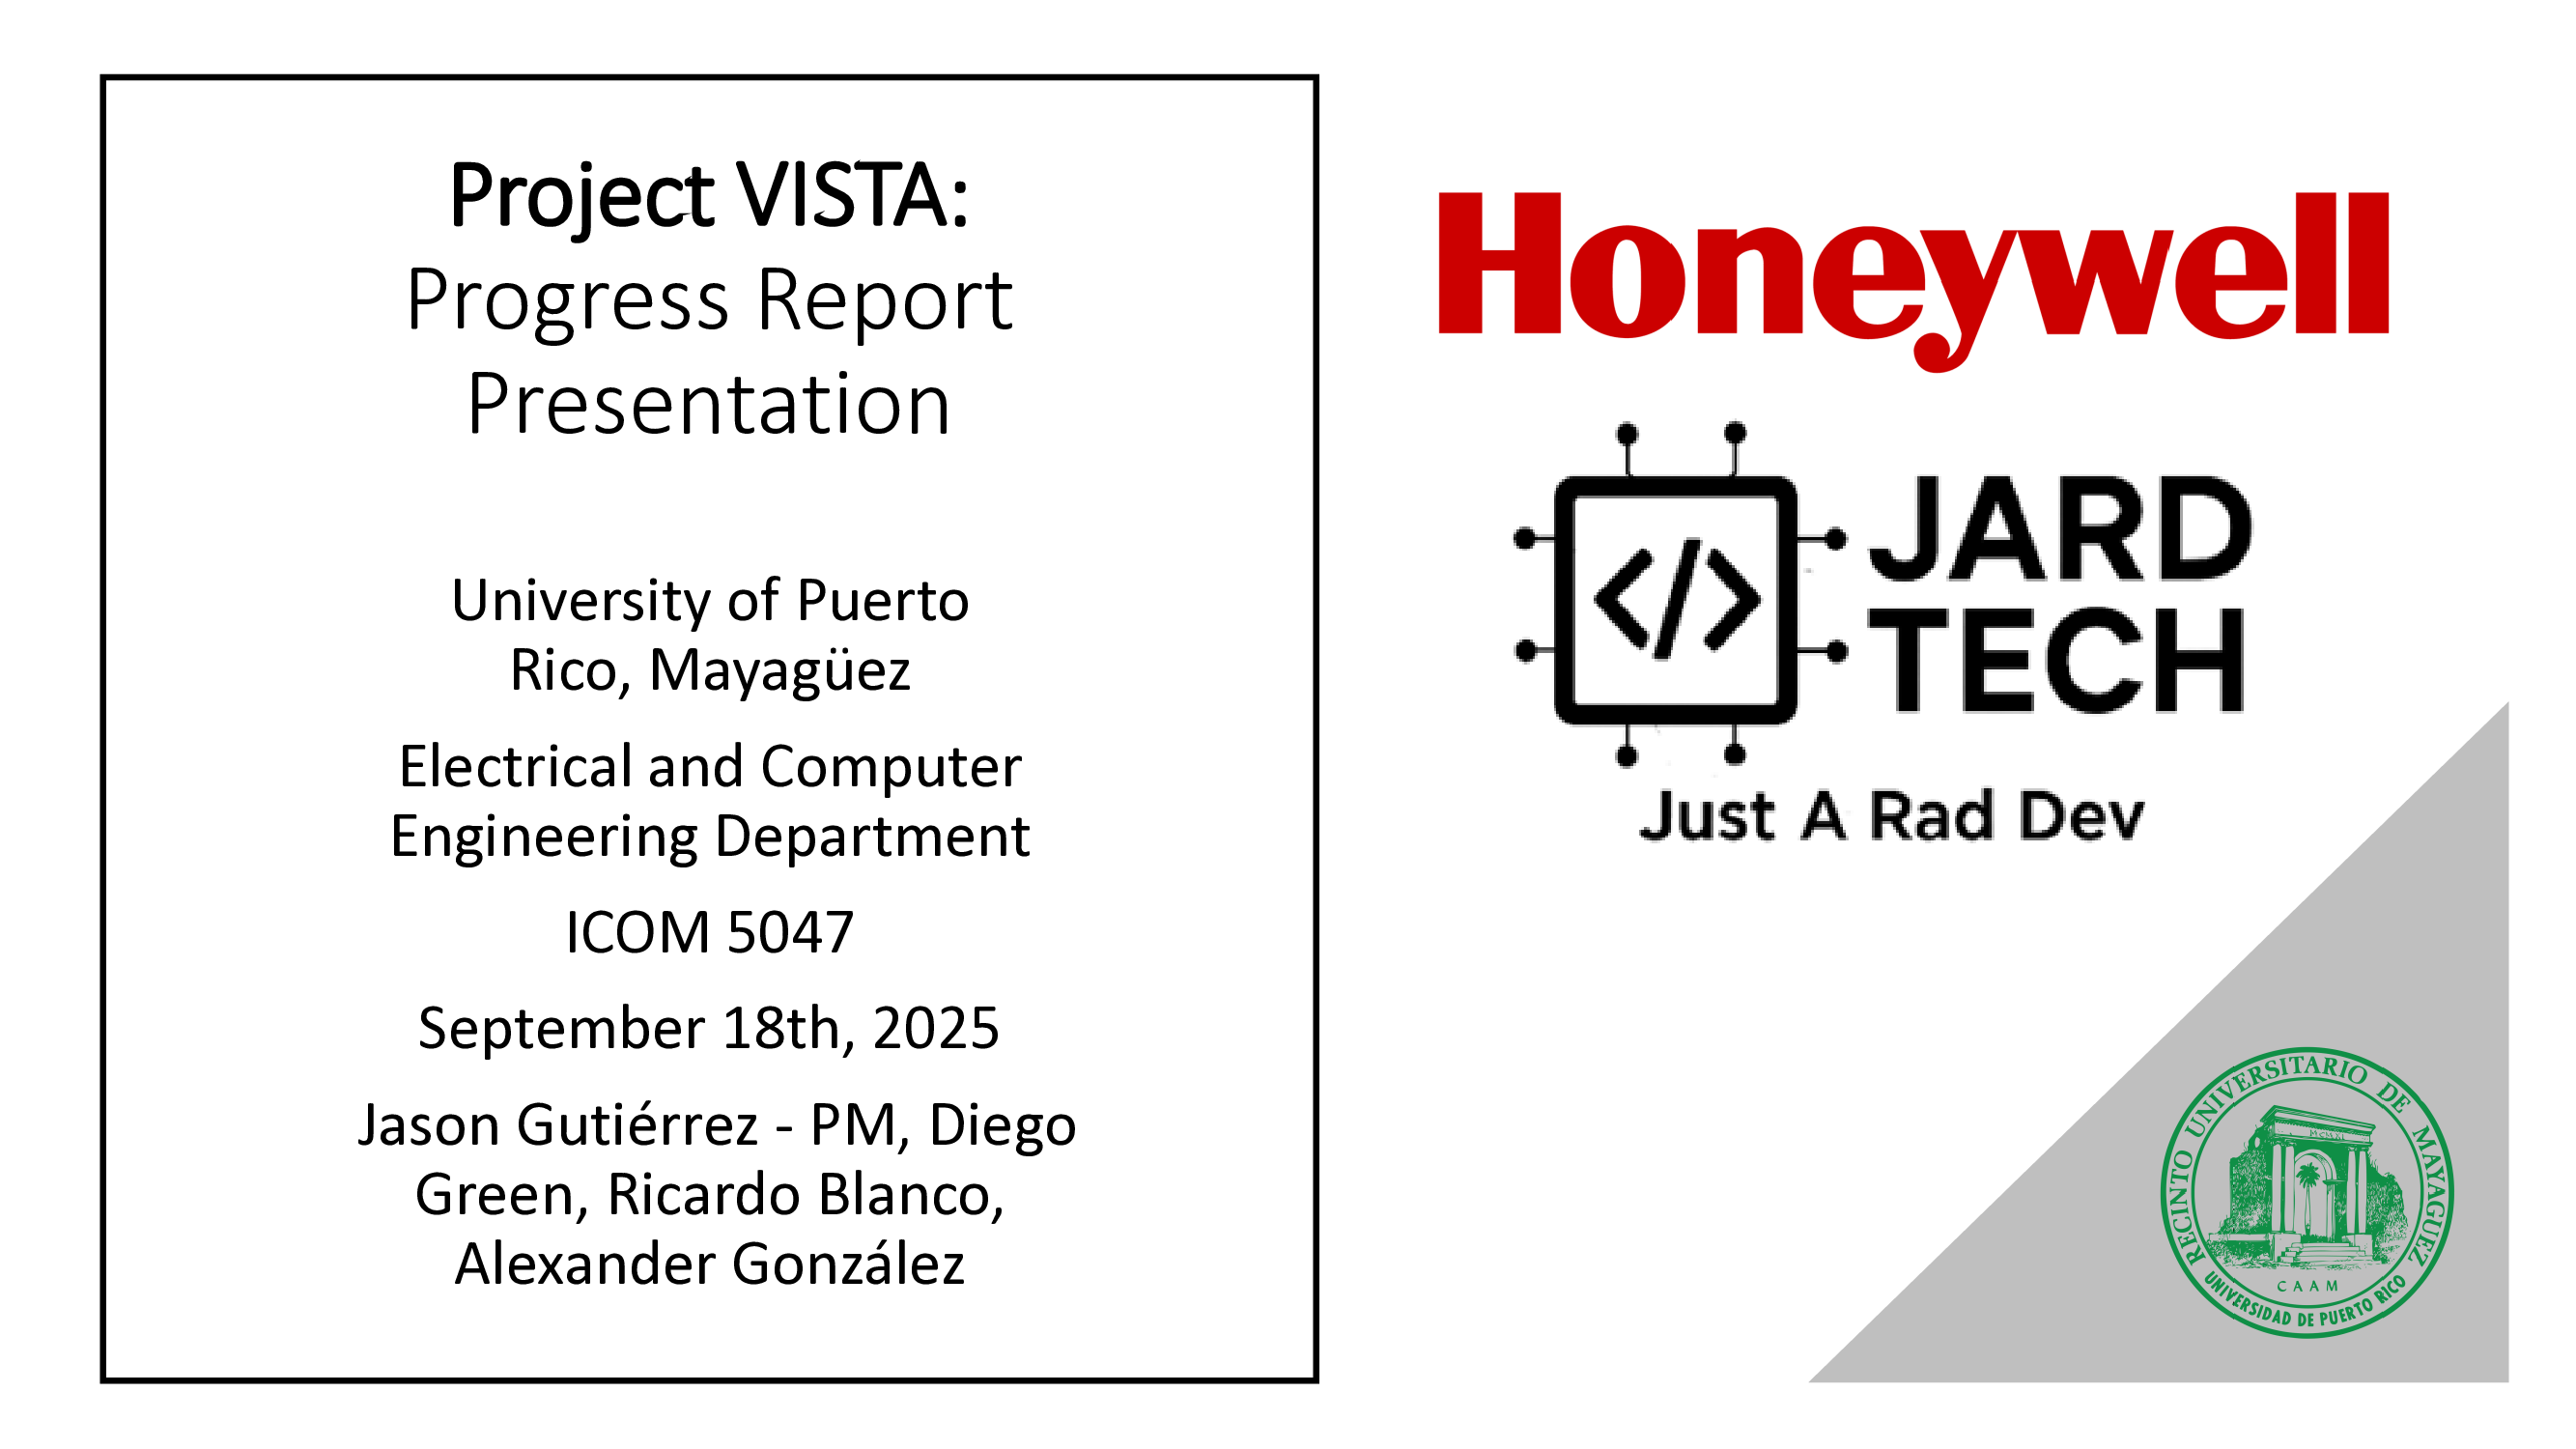 Project VISTA:
Progress Report
Presentation
University of Puerto
Rico, Mayagüez
Electrical and Computer
Engineering Department
ICOM 5047
September 18th, 2025
Jason Gutiérrez - PM, Diego
Green, Ricardo Blanco,
Alexander González
Honeywell
</>
JARD
TECH
Just A Rad Dev
RECINTO UNIVERSITARIO DE MAYAGUEZ
MCMXI
CAAM
UNIVERSIDAD DE PUERTO RICO